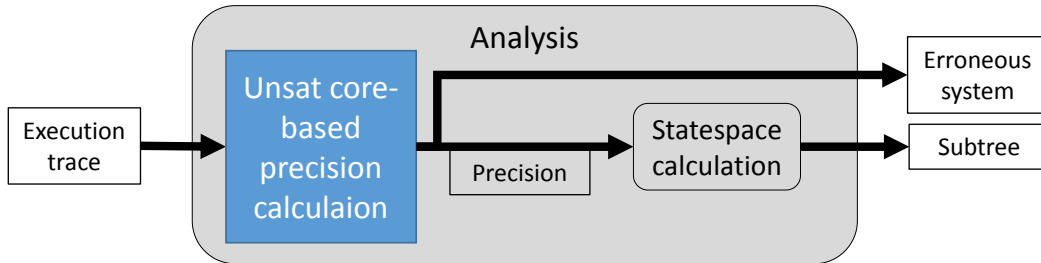 Analysis
Execution
trace
Unsat core-
based
precision
calculaion
Precision
Statespace
calculation
Erroneous
system
Subtree